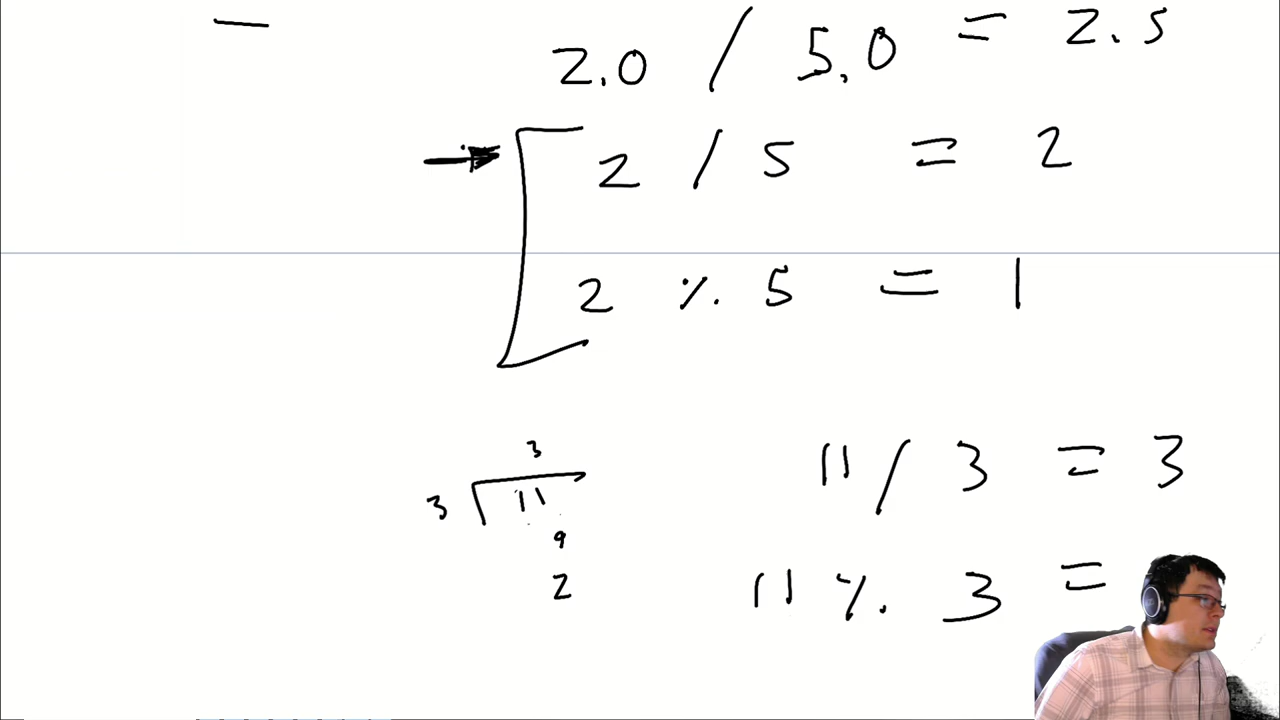 2.0 / 5.0 = 2.5
2 / 5 = 2
2 % 5 = 1
3
3 11
9
2
11 / 3 = 3
11 % 3 =